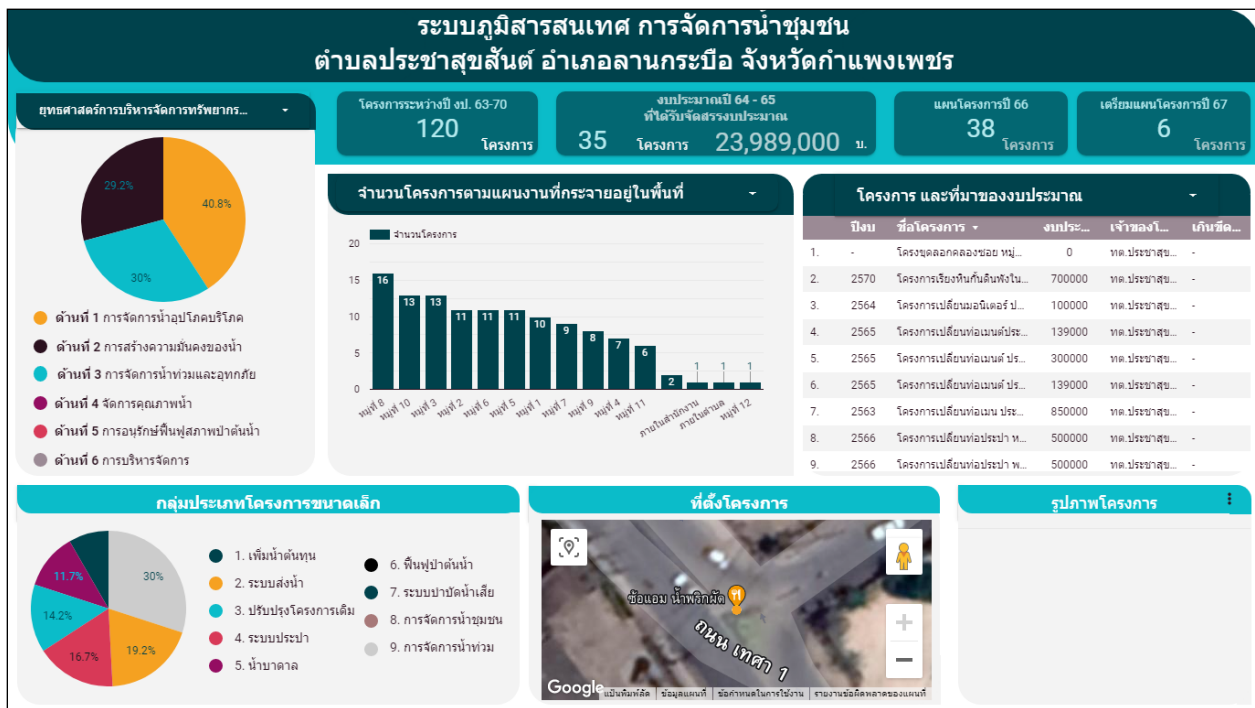 ระบบภูมิสารสนเทศ การจัดการน้ำชุมชน
ตำบลประชาสุขสันต์ อำเภอลานกระบือ จังหวัดกำแพงเพชร
ยุทธศาสตร์การบริหารจัดการทรัพยากร...
โครงการระหว่างปี งป. 63-70
120 โครงการ
งบประมาณปี 64 - 65
ที่ได้รับจัดสรรงบประมาณ
35 โครงการ 23,989,000 บ.
แผนโครงการปี 66
38 โครงการ
เตรียมแผนโครงการปี 67
6 โครงการ
29.2%
40.8%
30%
ด้านที่ 1 การจัดการน้ำอุปโภคบริโภค
ด้านที่ 2 การสร้างความมั่นคงของน้ำ
ด้านที่ 3 การจัดการน้ำท่วมและอุทกภัย
ด้านที่ 4 จัดการคุณภาพน้ำ
ด้านที่ 5 การอนุรักษ์ฟื้นฟูสภาพป่าต้นน้ำ
ด้านที่ 6 การบริหารจัดการ
จำนวนโครงการตามแผนงานที่กระจายอยู่ในพื้นที่
จำนวนโครงการ
20
15
10
5
0
16 13 13 11 11 11 10 9 8 7 6 2 1 1 1
หมู่ที่ 8 หมู่ที่ 10 หมู่ที่ 3 หมู่ที่ 2 หมู่ที่ 6 หมู่ที่ 5 หมู่ที่ 1 หมู่ที่ 7 หมู่ที่ 9 หมู่ที่ 4 หมู่ที่ 11 ภายในสำนักงาน ภายในตำบล หมู่ที่ 12
โครงการ และที่มาของงบประมาณ
ปีงบ ชื่อโครงการ งบประ... เจ้าของโ... เกินขีด...
1. - โครงขุดลอกคลองซอย หมู่... 0 ทต.ประชาสุข... -
2. 2570 โครงการเรียงหินกั้นดินพังใน... 700000 ทต.ประชาสุข... -
3. 2564 โครงการเปลี่ยนมอนิเตอร์ ป... 100000 ทต.ประชาสุข... -
4. 2565 โครงการเปลี่ยนท่อเมนต์ประ... 139000 ทต.ประชาสุข... -
5. 2565 โครงการเปลี่ยนท่อเมนต์ ปร... 300000 ทต.ประชาสุข... -
6. 2565 โครงการเปลี่ยนท่อเมนต์ ปร... 139000 ทต.ประชาสุข... -
7. 2563 โครงการเปลี่ยนท่อเมน ประ... 850000 ทต.ประชาสุข... -
8. 2566 โครงการเปลี่ยนท่อประปา ห... 500000 ทต.ประชาสุข... -
9. 2566 โครงการเปลี่ยนท่อประปา พ... 500000 ทต.ประชาสุข... -
กลุ่มประเภทโครงการขนาดเล็ก
11.7%
30%
14.2%
16.7%
19.2%
1. เพิ่มน้ำต้นทุน
2. ระบบส่งน้ำ
3. ปรับปรุงโครงการเดิม
4. ระบบประปา
5. น้ำบาดาล
6. ฟื้นฟูป่าต้นน้ำ
7. ระบบบำบัดน้ำเสีย
8. การจัดการน้ำชุมชน
9. การจัดการน้ำท่วม
ที่ตั้งโครงการ
ซ้อแอม น้ำพริกผัด
ถนน เทศา 1
Google
แป้นพิมพ์ลัด ข้อมูลแผนที่ ข้อกำหนดในการใช้งาน รายงานข้อผิดพลาดของแผนที่
รูปภาพโครงการ